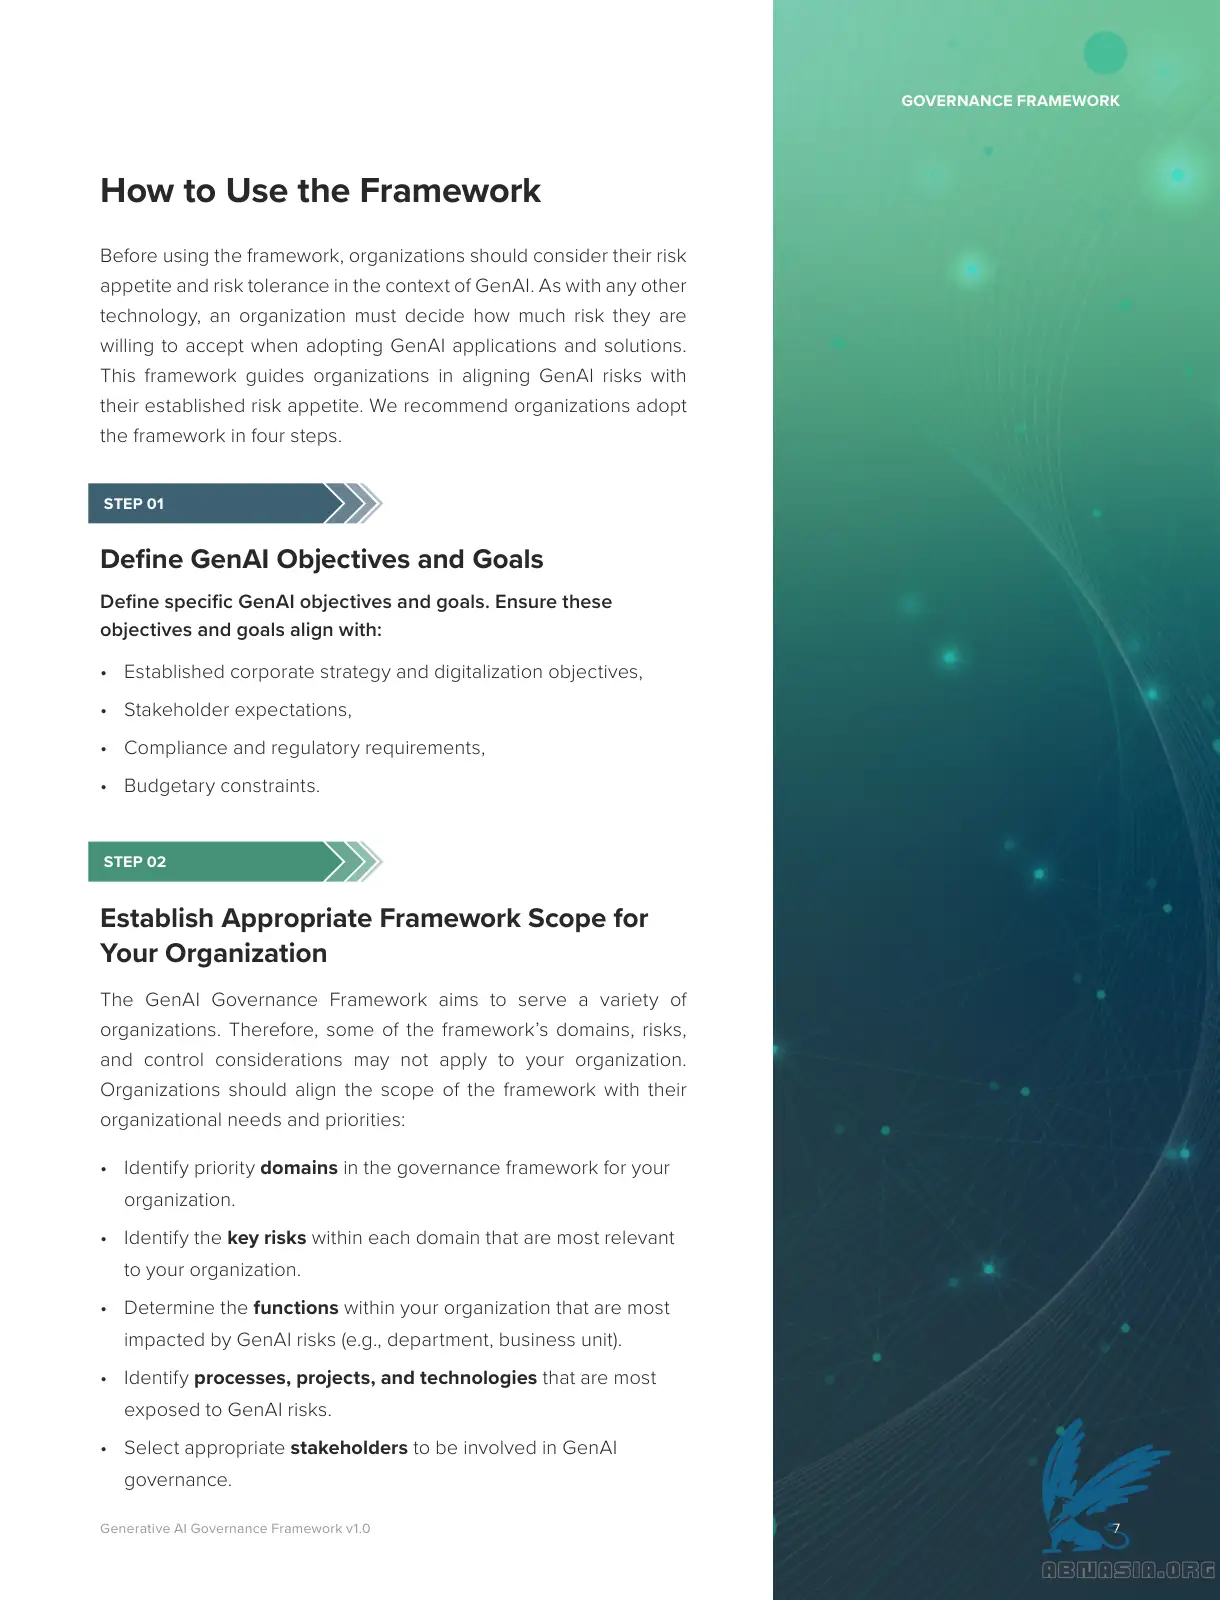 GOVERNANCE FRAMEWORK
How to Use the Framework
Before using the framework, organizations should consider their risk
appetite and risk tolerance in the context of GenAI. As with any other
technology, an organization must decide how much risk they are
willing to accept when adopting GenAI applications and solutions.
This framework guides organizations in aligning GenAI risks with
their established risk appetite. We recommend organizations adopt
the framework in four steps.
STEP 01
Define GenAI Objectives and Goals
Define specific GenAI objectives and goals. Ensure these
objectives and goals align with:
• Established corporate strategy and digitalization objectives,
• Stakeholder expectations,
• Compliance and regulatory requirements,
• Budgetary constraints.
STEP 02
Establish Appropriate Framework Scope for
Your Organization
The GenAI Governance Framework aims to serve a variety of
organizations. Therefore, some of the framework’s domains, risks,
and control considerations may not apply to your organization.
Organizations should align the scope of the framework with their
organizational needs and priorities:
• Identify priority domains in the governance framework for your
organization.
• Identify the key risks within each domain that are most relevant
to your organization.
• Determine the functions within your organization that are most
impacted by GenAI risks (e.g., department, business unit).
• Identify processes, projects, and technologies that are most
exposed to GenAI risks.
• Select appropriate stakeholders to be involved in GenAI
governance.
Generative AI Governance Framework v1.0
7
ABNASIA.ORG